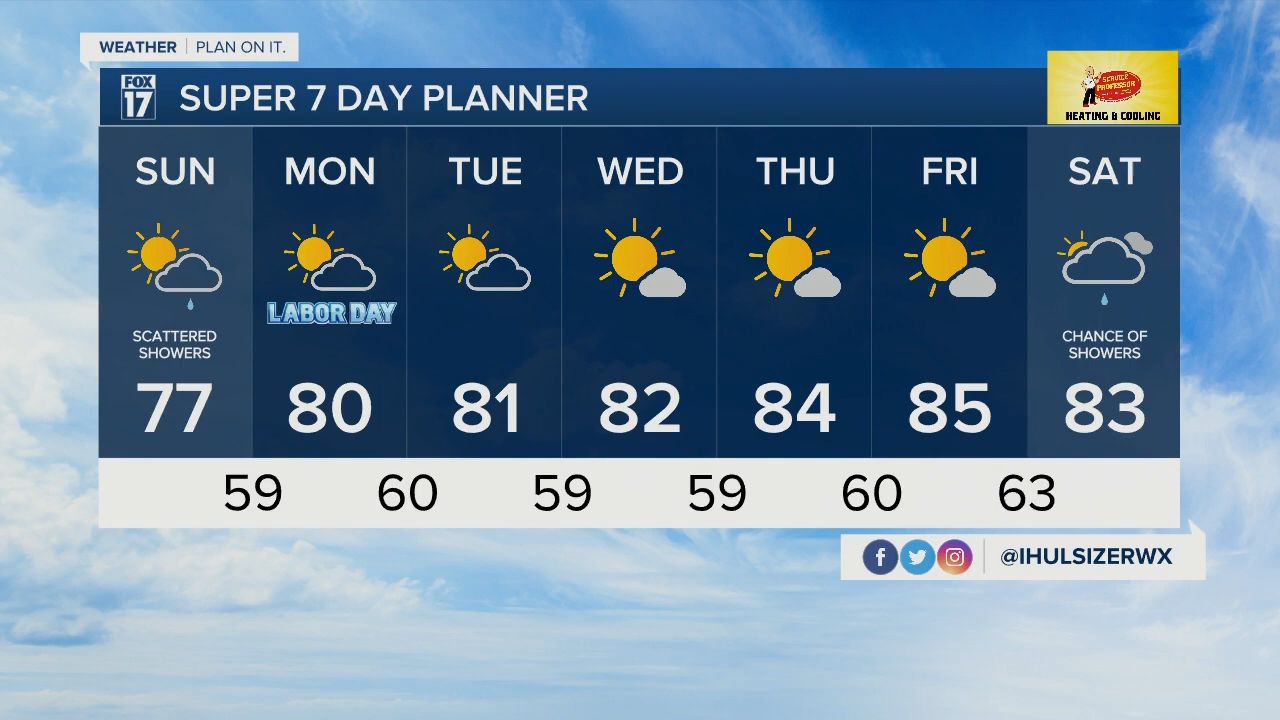 WEATHER | PLAN ON IT.
FOX
17
SUPER 7 DAY PLANNER
SERVICE
PROFESSOR
HEATING & COOLING
SUN MON TUE WED THU FRI SAT
LABOR DAY
SCATTERED
SHOWERS
CHANCE OF
SHOWERS
77 80 81 82 84 85 83
59 60 59 59 60 63
@IHULSIZERWX